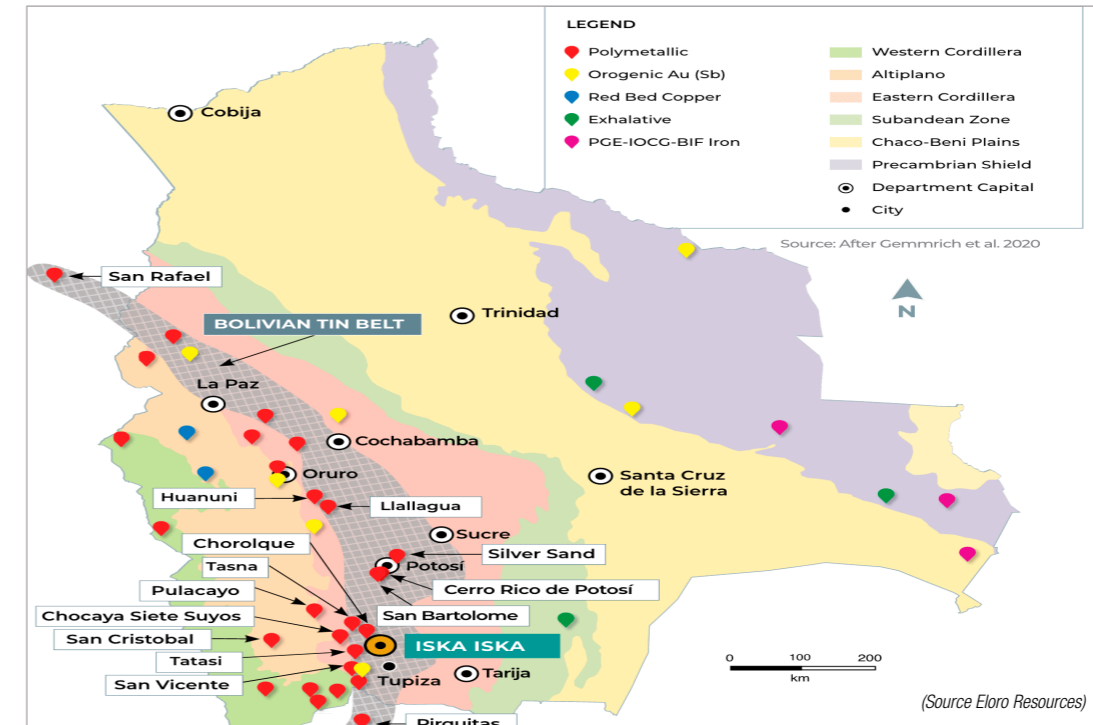 LEGEND
Polymetallic
Orogenic Au (Sb)
Red Bed Copper
Exhalative
PGE-IOCG-BIF Iron
Western Cordillera
Altiplano
Eastern Cordillera
Subandean Zone
Chaco-Beni Plains
Precambrian Shield
Department Capital
City
Source: After Gemmrich et al. 2020
N
Cobija
San Rafael
BOLIVIAN TIN BELT
Trinidad
La Paz
Cochabamba
Oruro
Santa Cruz
de la Sierra
Huanuni
Llallagua
Sucre
Chorolque
Silver Sand
Tasna
Potosí
Pulacayo
Cerro Rico de Potosí
Chocaya Siete Suyos
San Bartolome
San Cristobal
ISKA ISKA
Tatasi
Tupiza
Tarija
San Vicente
Pirquitas
0 100 200
km
(Source Eloro Resources)